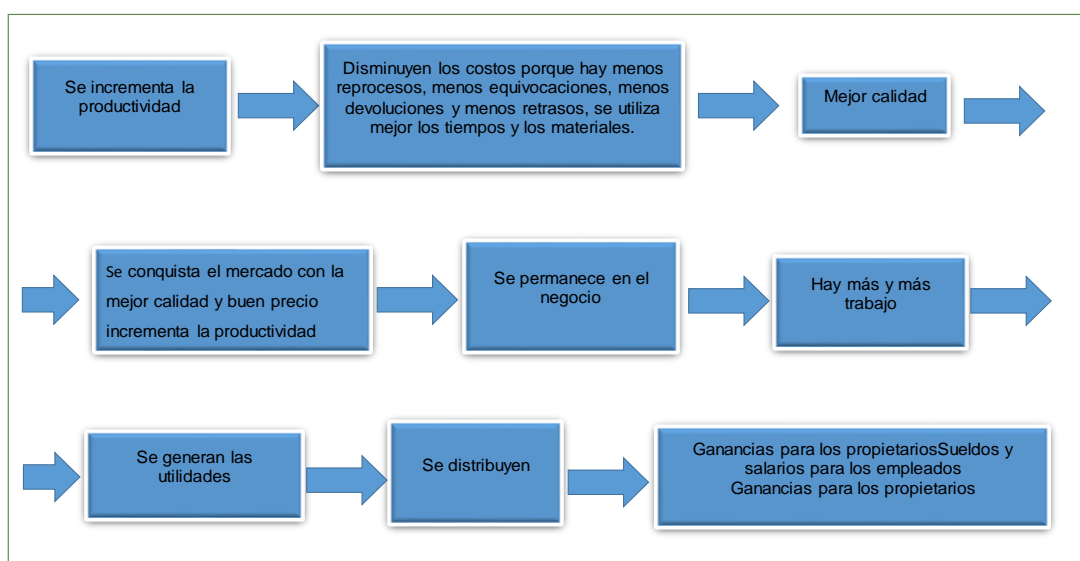 Se incrementa la
productividad
Disminuyen los costos porque hay menos
reprocesos, menos equivocaciones, menos
devoluciones y menos retrasos, se utiliza
mejor los tiempos y los materiales.
Mejor calidad
Se conquista el mercado con la
mejor calidad y buen precio
incrementa la productividad
Se permanece en el
negocio
Hay más y más
trabajo
Se generan las
utilidades
Se distribuyen
Ganancias para los propietariosSueldos y
salarios para los empleados
Ganancias para los propietarios